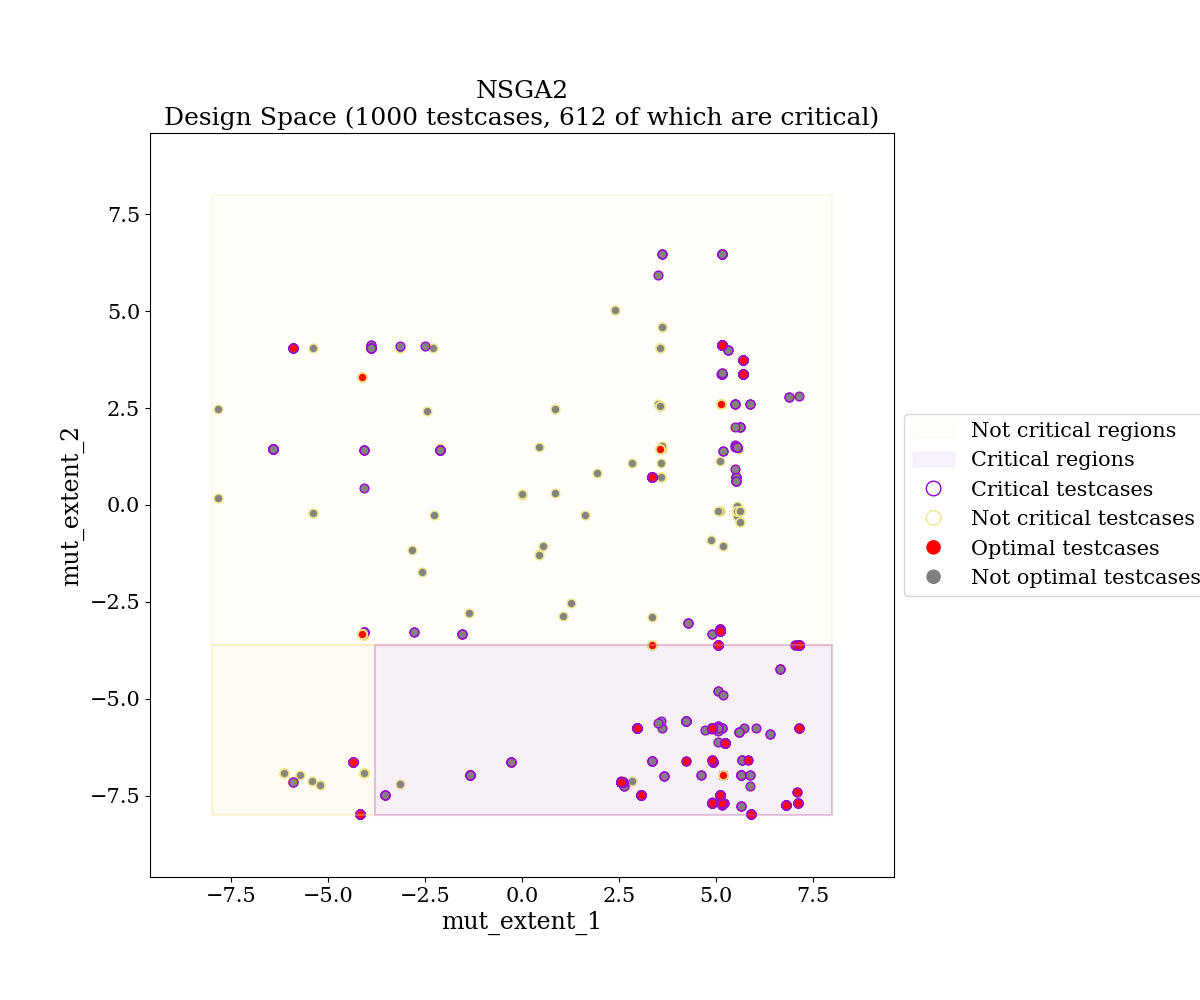 NSGA2
Design Space (1000 testcases, 612 of which are critical)
mut_extent_2
7.5
5.0
2.5
0.0
−2.5
−5.0
−7.5
−7.5
−5.0
−2.5
0.0
2.5
5.0
7.5
mut_extent_1
Not critical regions
Critical regions
Critical testcases
Not critical testcases
Optimal testcases
Not optimal testcases